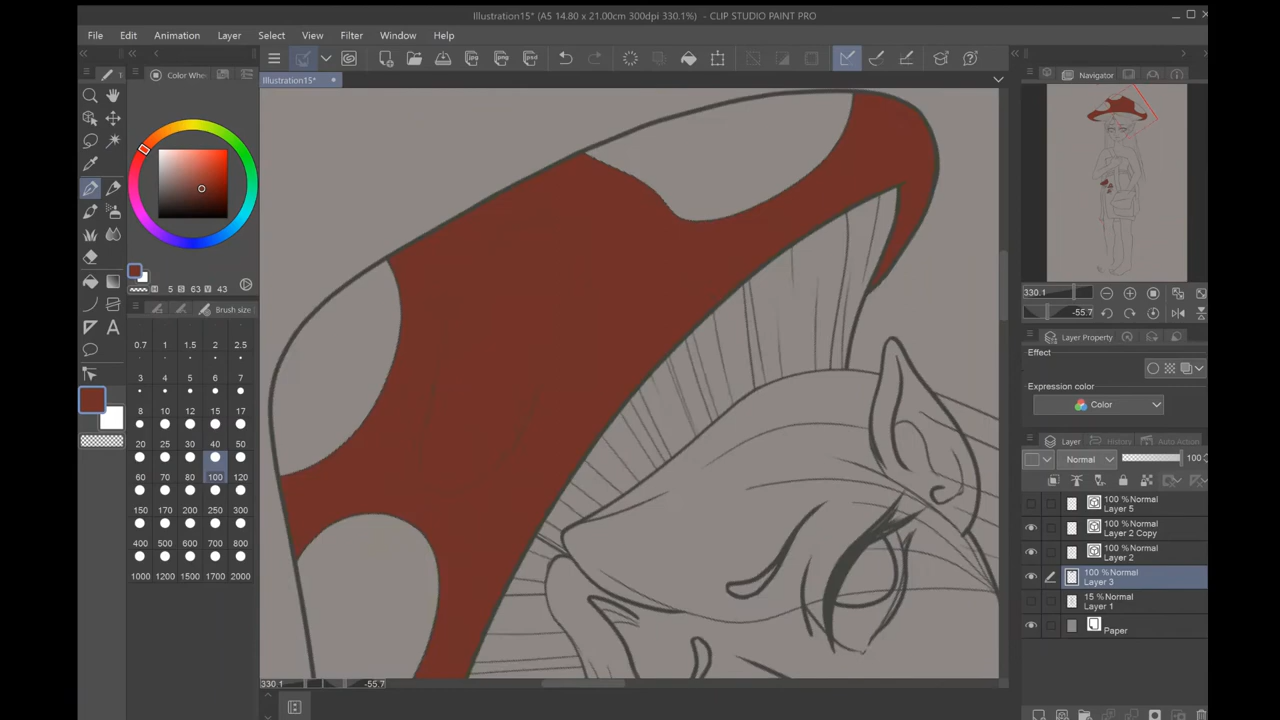 Illustration15* (A5 14.80 x 21.00cm 300dpi 330.1%) - CLIP STUDIO PAINT PRO
File Edit Animation Layer Select View Filter Window Help
Color Whe
Illustration15*
Navigator
330.1
-55.7
H 5 S 63 V 43
Brush size
0.7 1 1.5 2 2.5
3 4 5 6 7
8 10 12 15 17
20 25 30 40 50
60 70 80 100 120
150 170 200 250 300
400 500 600 700 800
1000 1200 1500 1700 2000
Layer Property
Effect
Expression color
Color
Layer History Auto Action
Normal 100
100 %Normal
Layer 5
100 %Normal
Layer 2 Copy
100 %Normal
Layer 2
100 %Normal
Layer 3
15 %Normal
Layer 1
Paper
330.1 -55.7